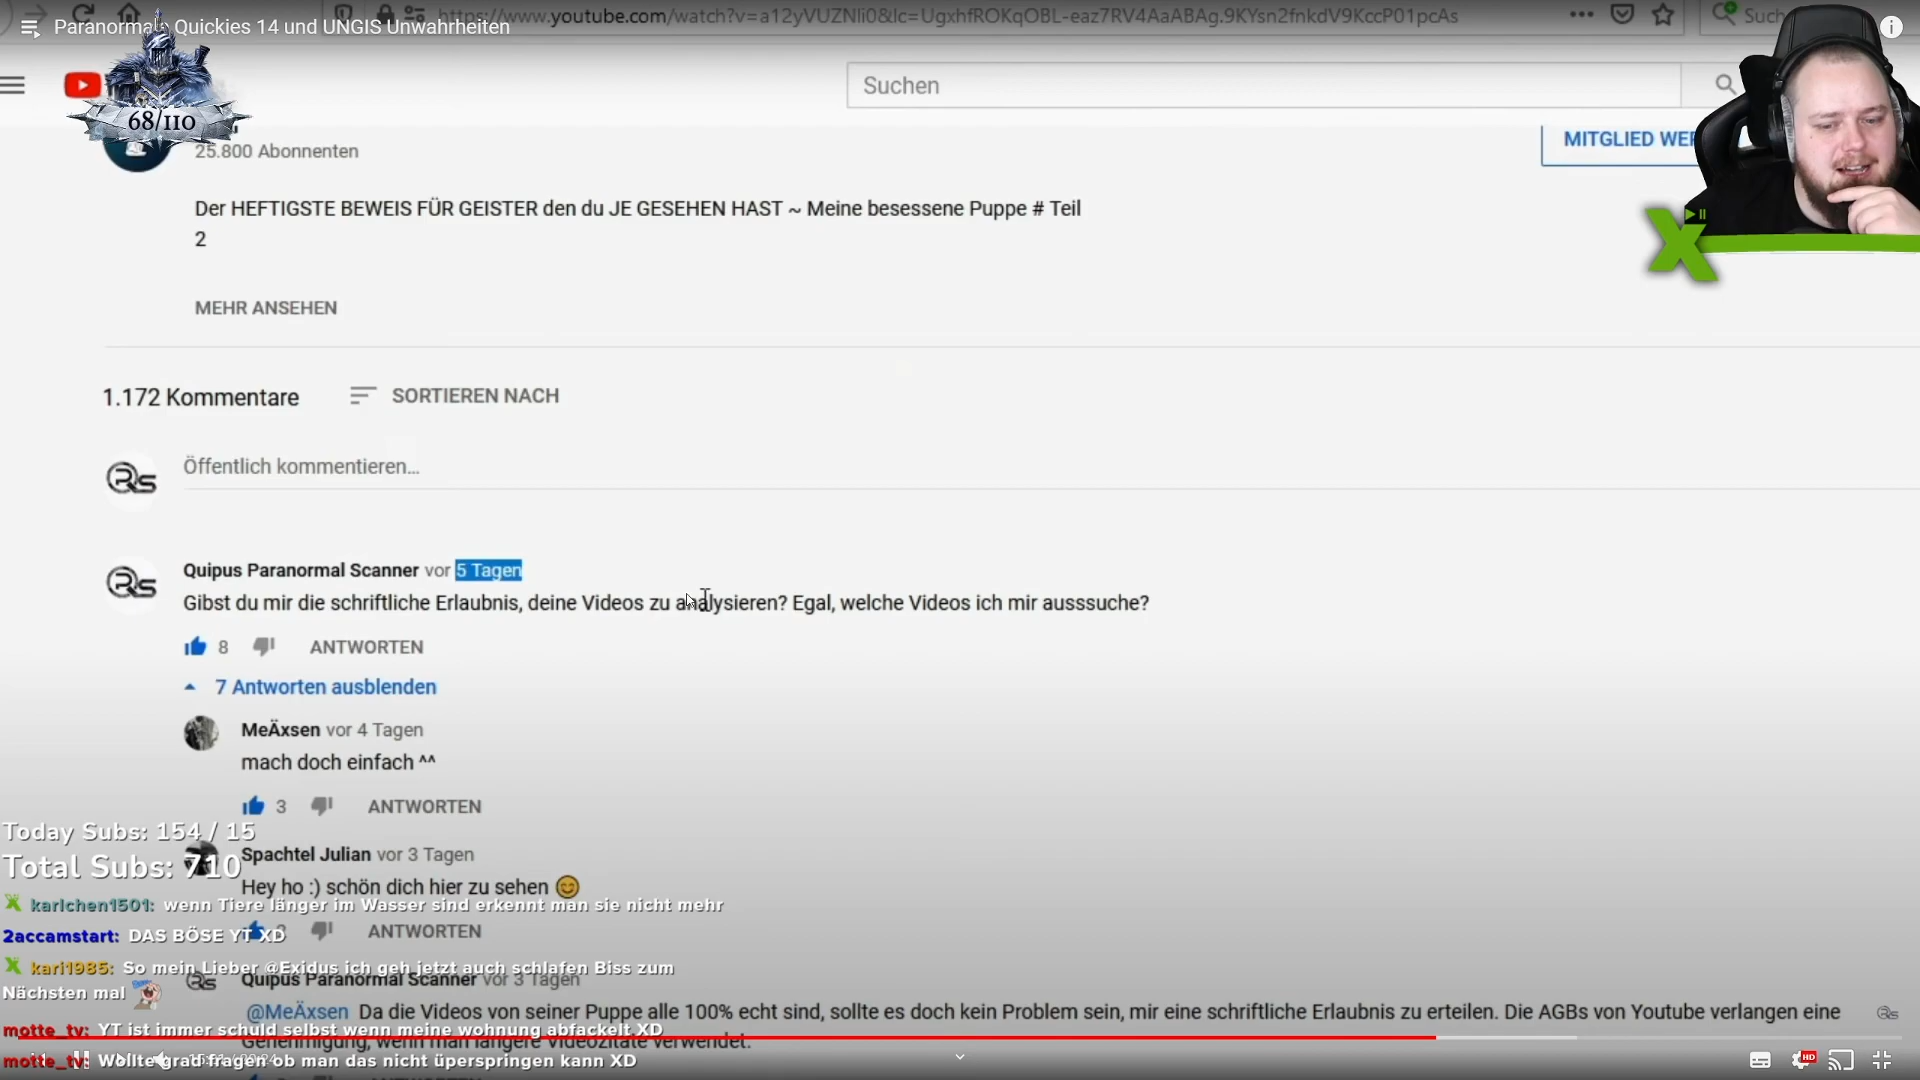 https://www.youtube.com/watch?v=a12yVUZNIi0&lc=UgxhfROKqOBL-eaz7RV4AaABAg.9KYsn2fnkdV9KccP01pcAs
Such
Quickies 14 und UNGIS Unwahrheiten
Suchen
68/110
25.800 Abonnenten
MITGLIED WER
Der HEFTIGSTE BEWEIS FÜR GEISTER den du JE GESEHEN HAST ~ Meine besessene Puppe # Teil
2
MEHR ANSEHEN
1.172 Kommentare
SORTIEREN NACH
Öffentlich kommentieren...
Quipus Paranormal Scanner vor 5 Tagen
Gibst du mir die schriftliche Erlaubnis, deine Videos zu analysieren? Egal, welche Videos ich mir ausssuche?
8 ANTWORTEN
7 Antworten ausblenden
MeÄxsen vor 4 Tagen
mach doch einfach ^^
3 ANTWORTEN
Today Subs: 154 / 15
Spachtel Julian vor 3 Tagen
Total Subs: 710
Hey ho :) schön dich hier zu sehen 😊
karlchen1501: wenn Tiere länger im Wasser sind erkennt man sie nicht mehr
ANTWORTEN
2accamstart: DAS BÖSE YT XD
kari1985: So mein Lieber @Exidus ich geh jetzt auch schlafen Biss zum
Nächsten mal
Quipus Paranormal Scanner vor 3 Tagen
@MeÄxsen Da die Videos von seiner Puppe alle 100% echt sind, sollte es doch kein Problem sein, mir eine schriftliche Erlaubnis zu erteilen. Die AGBs von Youtube verlangen eine
Genehmigung, wenn man längere Videozitate verwendet.
motte_tv: YT ist immer schuld selbst wenn meine wohnung abfackelt XD
motte_tv: Wollte grad fragen ob man das nicht üperspringen kann XD
HD